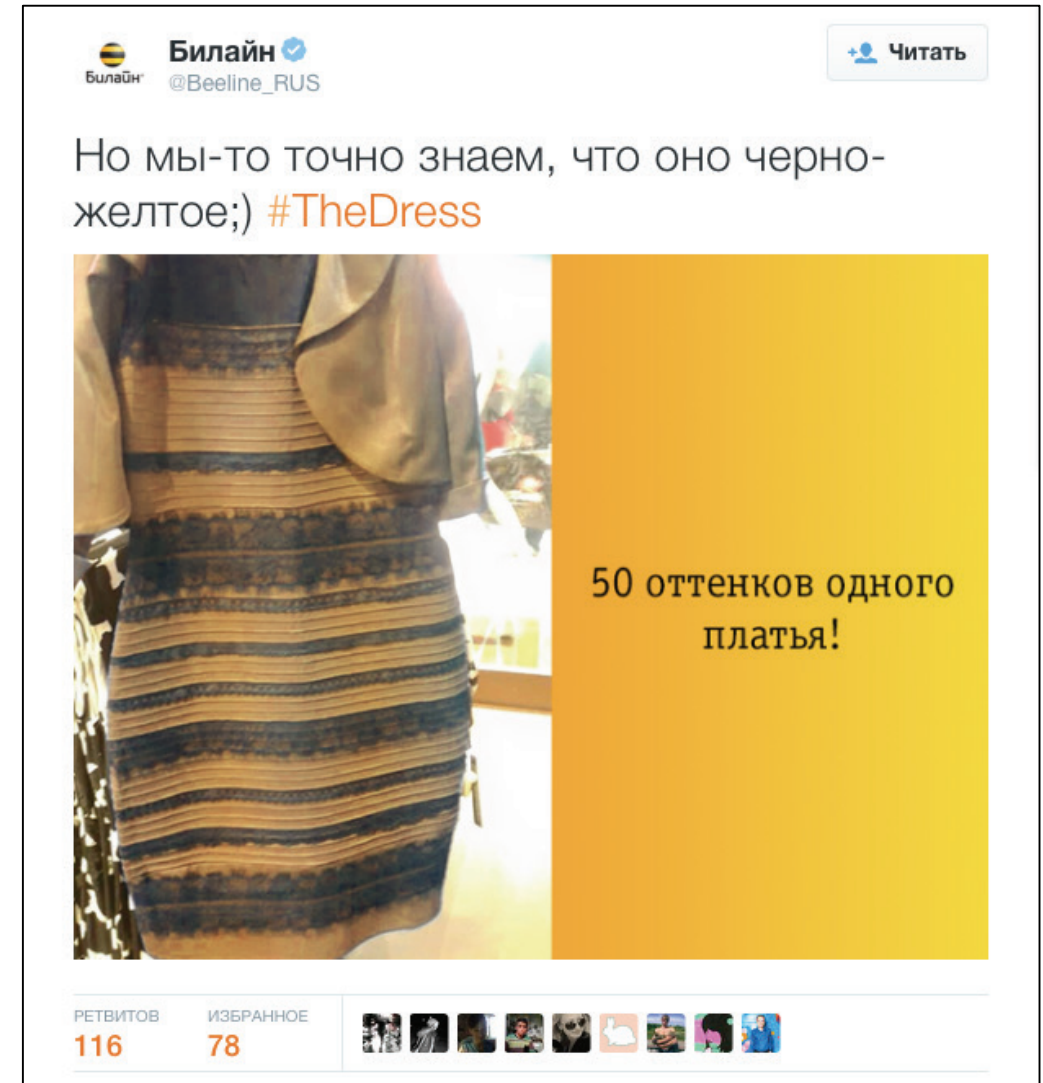 Билайн
Билайн
@Beeline_RUS
Читать
Но мы-то точно знаем, что оно черно-
желтое;) #TheDress
50 оттенков одного
платья!
РЕТВИТОВ
ИЗБРАННОЕ
116
78